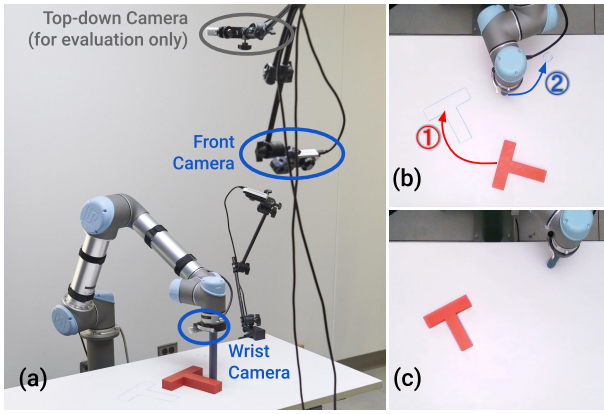 Top-down Camera
(for evaluation only)
Front
Camera
Wrist
Camera
(a)
①
②
(b)
(c)